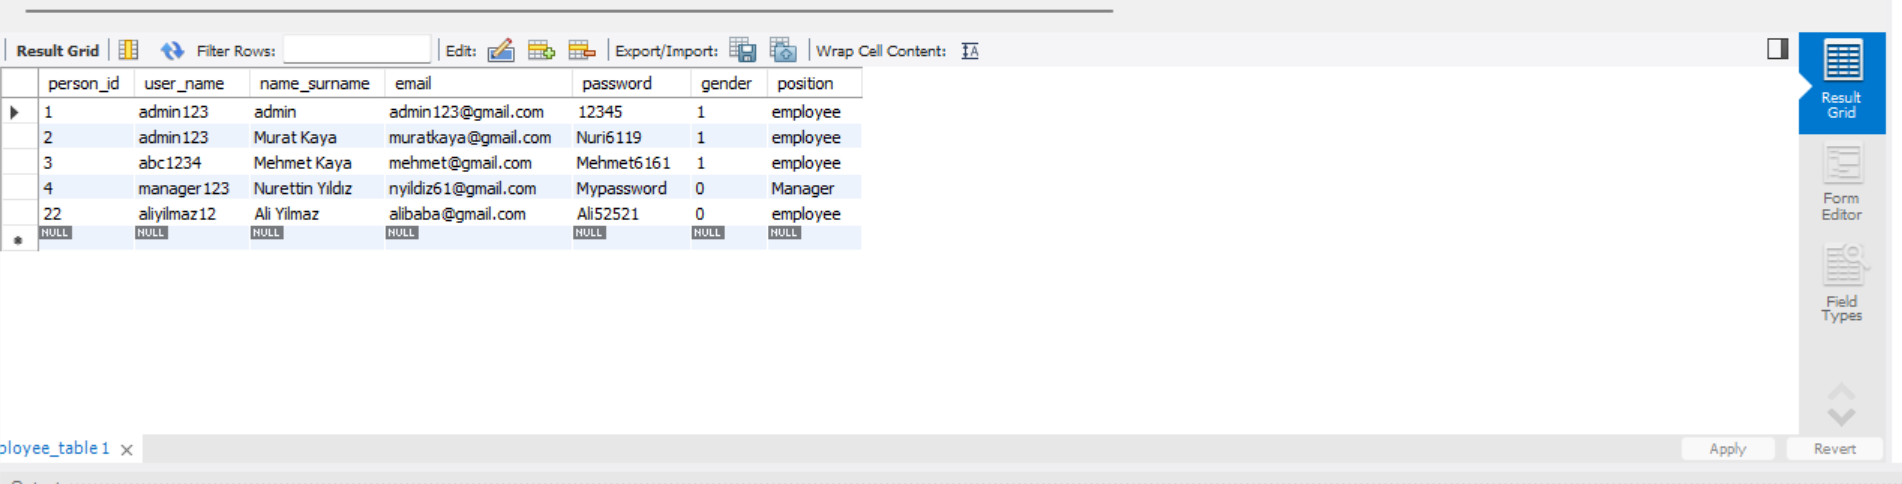 Result Grid Filter Rows: Edit: Export/Import: Wrap Cell Content: IA
person_id user_name name_surname email password gender position
1 admin123 admin admin123@gmail.com 12345 1 employee
2 admin123 Murat Kaya muratkaya@gmail.com Nuri6119 1 employee
3 abc1234 Mehmet Kaya mehmet@gmail.com Mehmet6161 1 employee
4 manager123 Nurettin Yıldız nyildiz61@gmail.com Mypassword 0 Manager
22 aliyilmaz12 Ali Yilmaz alibaba@gmail.com Ali52521 0 employee
NULL NULL NULL NULL NULL NULL NULL
Result
Grid
Form
Editor
Field
Types
ployee_table 1
Apply Revert